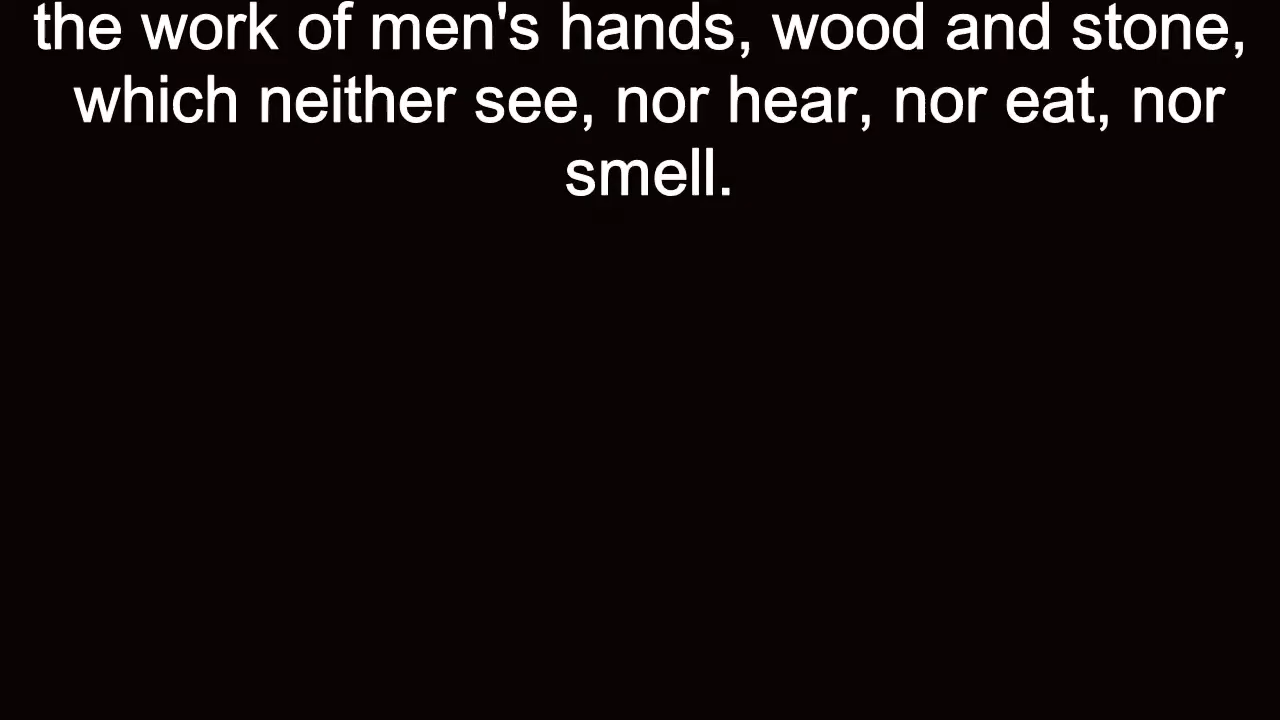 the work of men's hands, wood and stone,
which neither see, nor hear, nor eat, nor
smell.